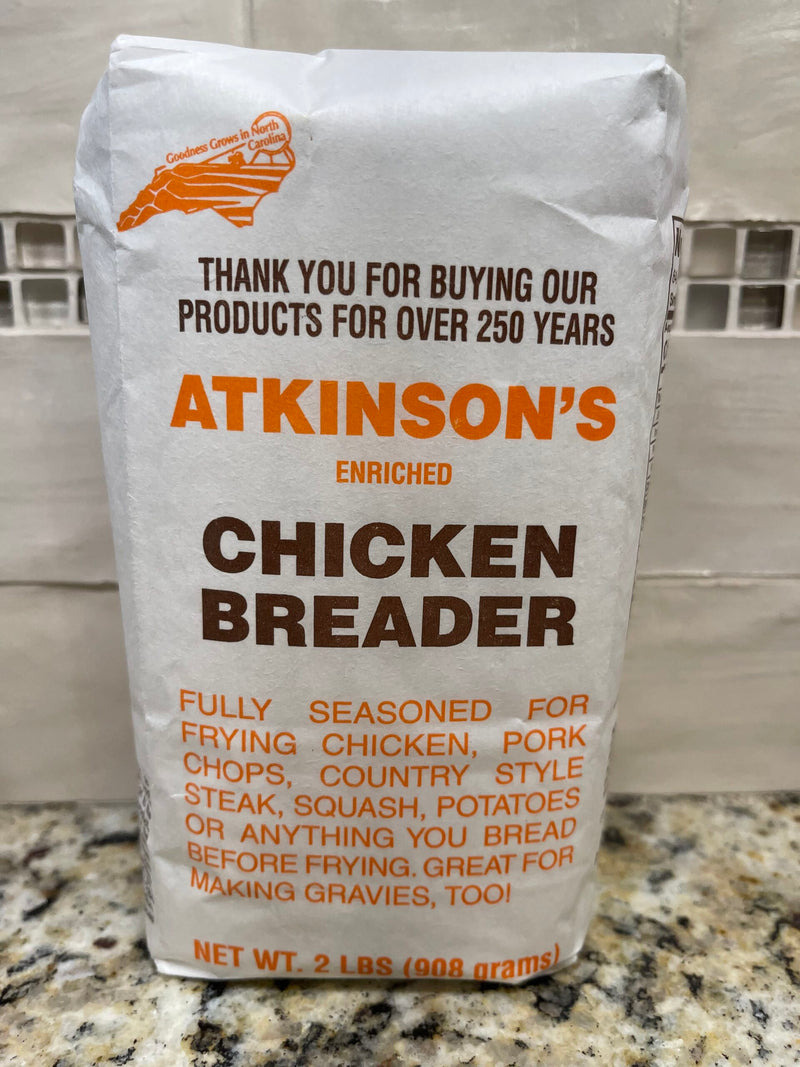 Goodness Grows in North
Carolina
THANK YOU FOR BUYING OUR
PRODUCTS FOR OVER 250 YEARS
ATKINSON'S
ENRICHED
CHICKEN
BREADER
FULLY SEASONED FOR
FRYING CHICKEN, PORK
CHOPS, COUNTRY STYLE
STEAK, SQUASH, POTATOES
OR ANYTHING YOU BREAD
BEFORE FRYING. GREAT FOR
MAKING GRAVIES, TOO!
NET WT. 2 LBS (908 grams)